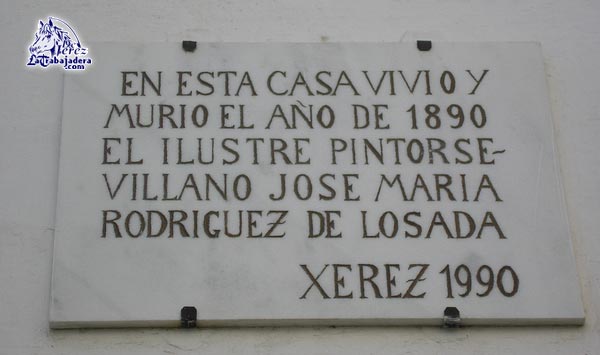 Xerez
LaTrabajadera
.com
EN ESTA CASA VIVIO Y
MURIO EL AÑO DE 1890
EL ILUSTRE PINTOR SE-
VILLANO JOSE MARIA
RODRIGUEZ DE LOSADA
XEREZ 1990